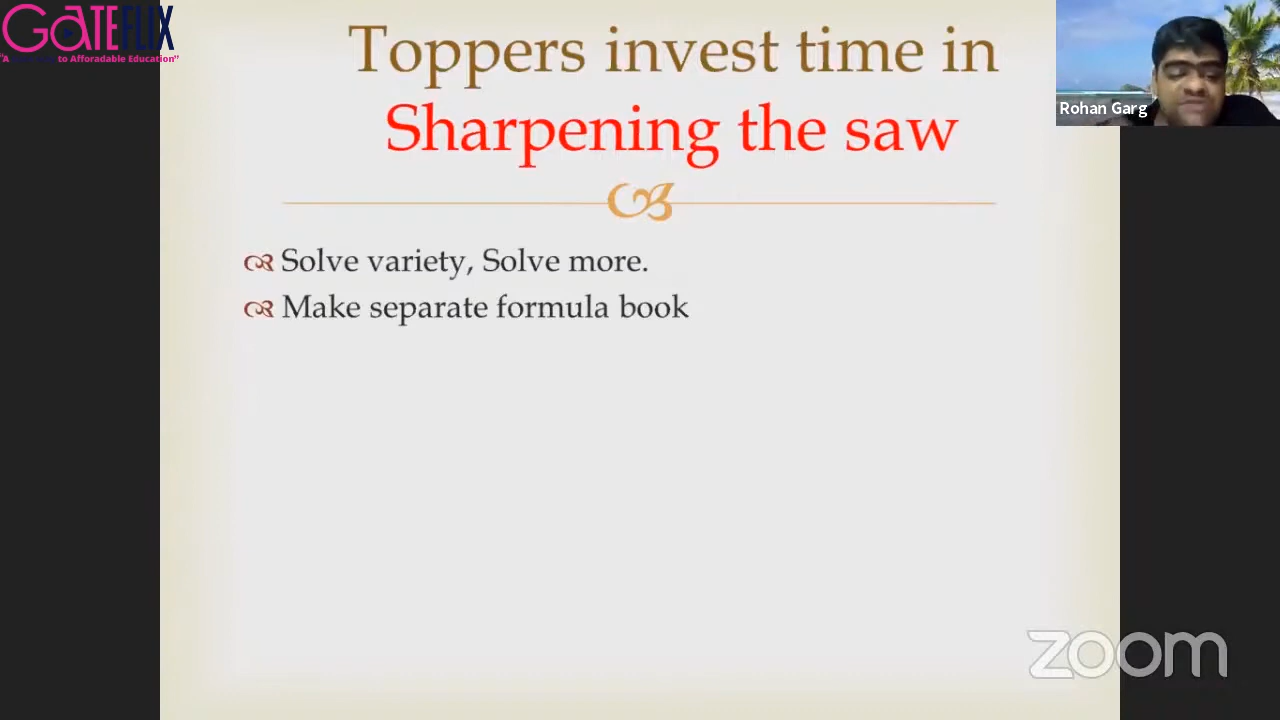 GATEFLIX
to Afforadable Education"
Toppers invest time in
Sharpening the saw
Rohan Garg
Solve variety, Solve more.
Make separate formula book
zoom